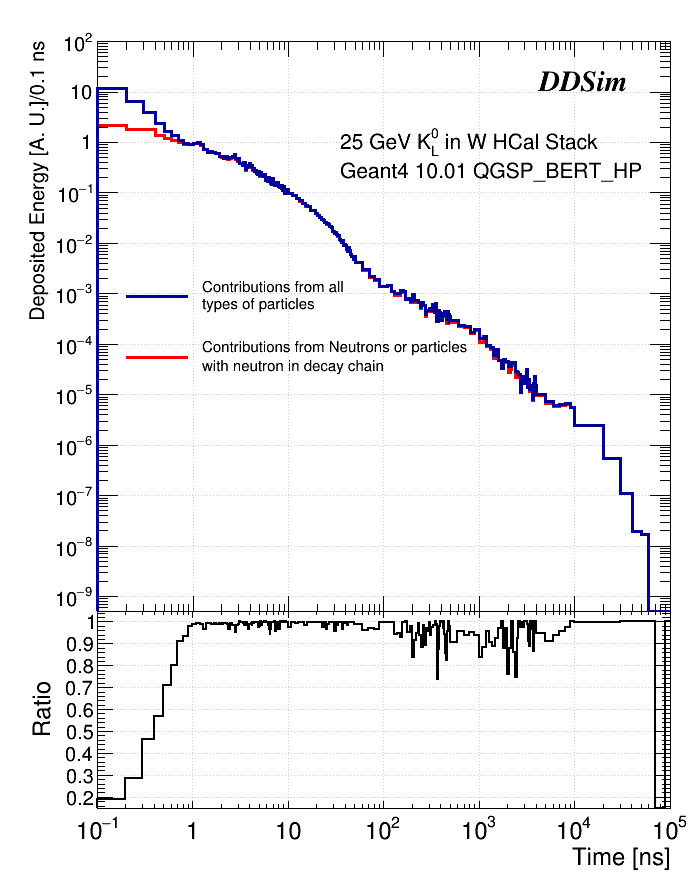 DDSim
25 GeV K⁰_L in W HCal Stack
Geant4 10.01 QGSP_BERT_HP
Deposited Energy [A. U.]/0.1 ns
10²
10
1
10⁻¹
10⁻²
10⁻³
10⁻⁴
10⁻⁵
10⁻⁶
10⁻⁷
10⁻⁸
10⁻⁹
Contributions from all
types of particles
Contributions from Neutrons or particles
with neutron in decay chain
Ratio
1
0.9
0.8
0.7
0.6
0.5
0.4
0.3
0.2
10⁻¹ 1 10 10² 10³ 10⁴ 10⁵
Time [ns]